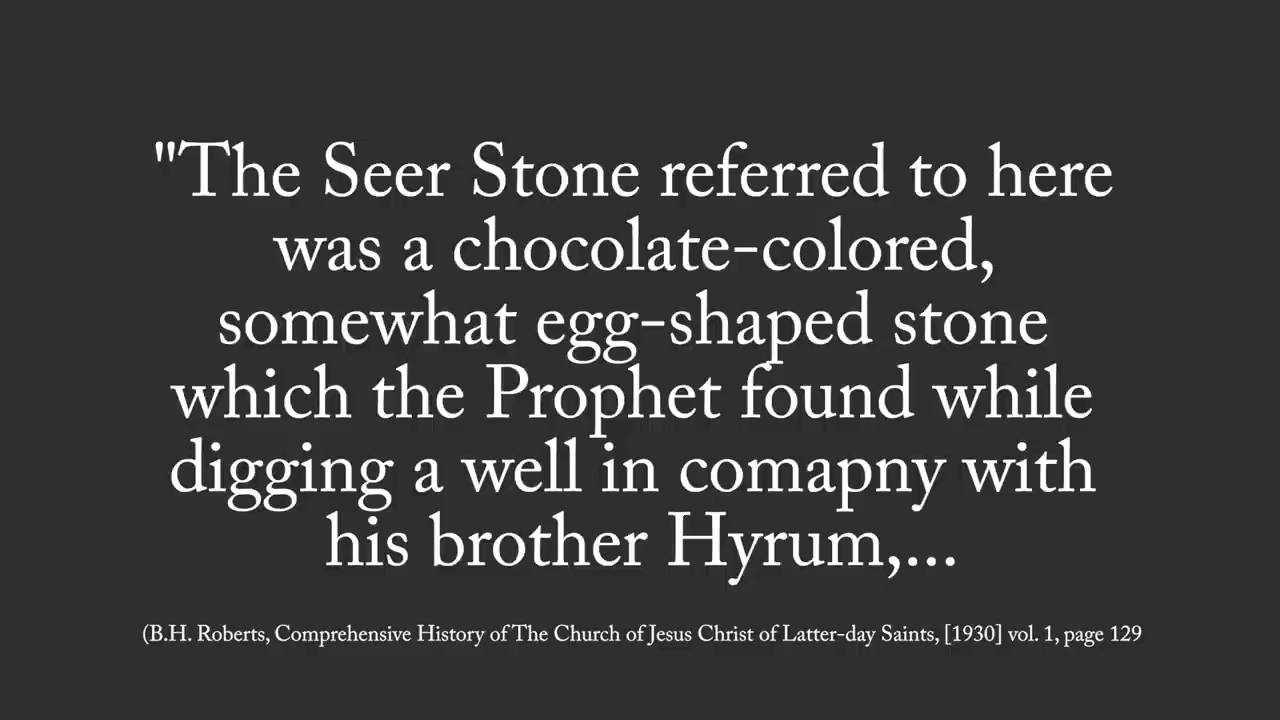 "The Seer Stone referred to here
was a chocolate-colored,
somewhat egg-shaped stone
which the Prophet found while
digging a well in comapny with
his brother Hyrum,...
(B.H. Roberts, Comprehensive History of The Church of Jesus Christ of Latter-day Saints, [1930] vol. 1, page 129